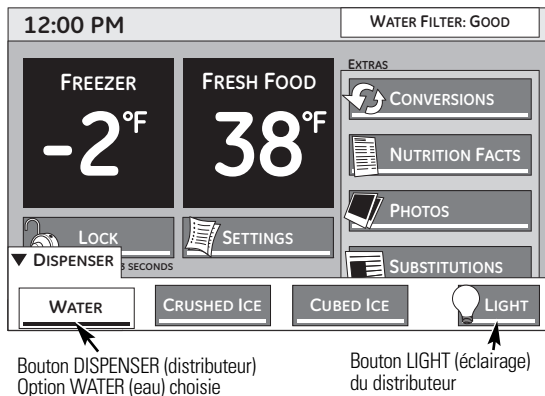 12:00 PM
WATER FILTER: GOOD
FREEZER
-2°F
FRESH FOOD
38°F
EXTRAS
CONVERSIONS
NUTRITION FACTS
PHOTOS
SUBSTITUTIONS
LOCK
SETTINGS
▼ DISPENSER
3 SECONDS
WATER
CRUSHED ICE
CUBED ICE
LIGHT
Bouton DISPENSER (distributeur)
Option WATER (eau) choisie
Bouton LIGHT (éclairage)
du distributeur